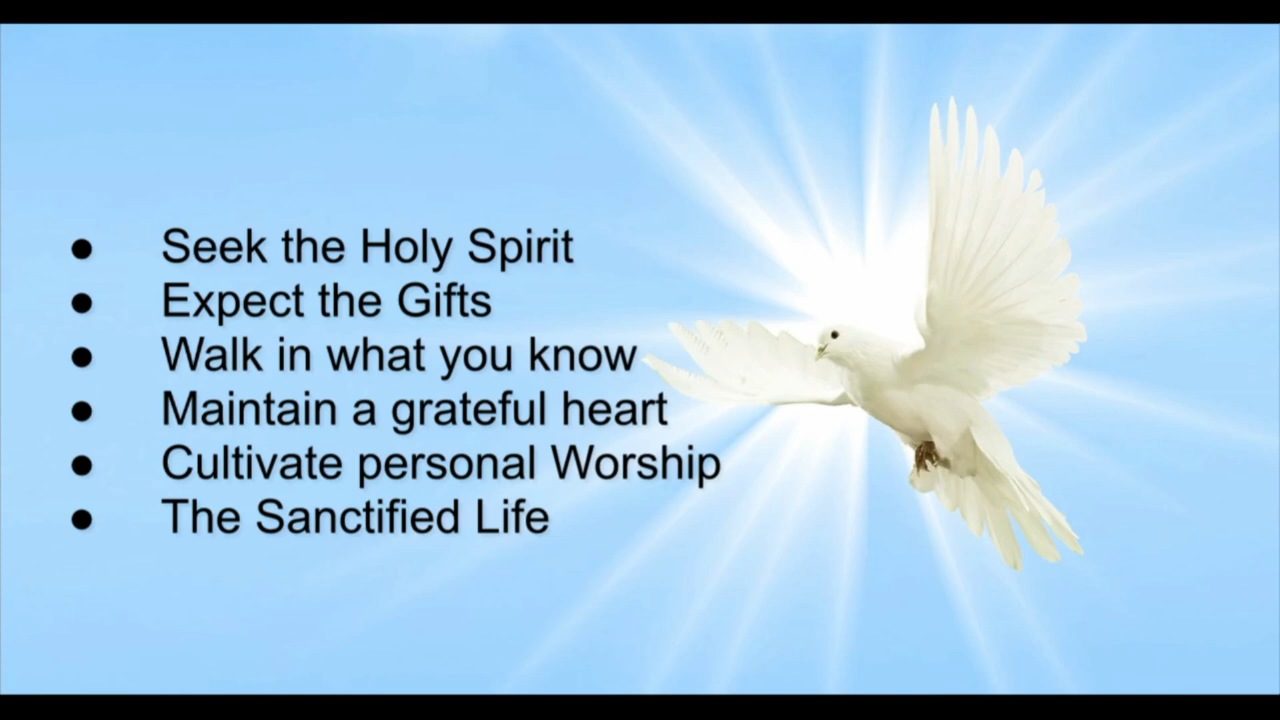 ● Seek the Holy Spirit
● Expect the Gifts
● Walk in what you know
● Maintain a grateful heart
● Cultivate personal Worship
● The Sanctified Life